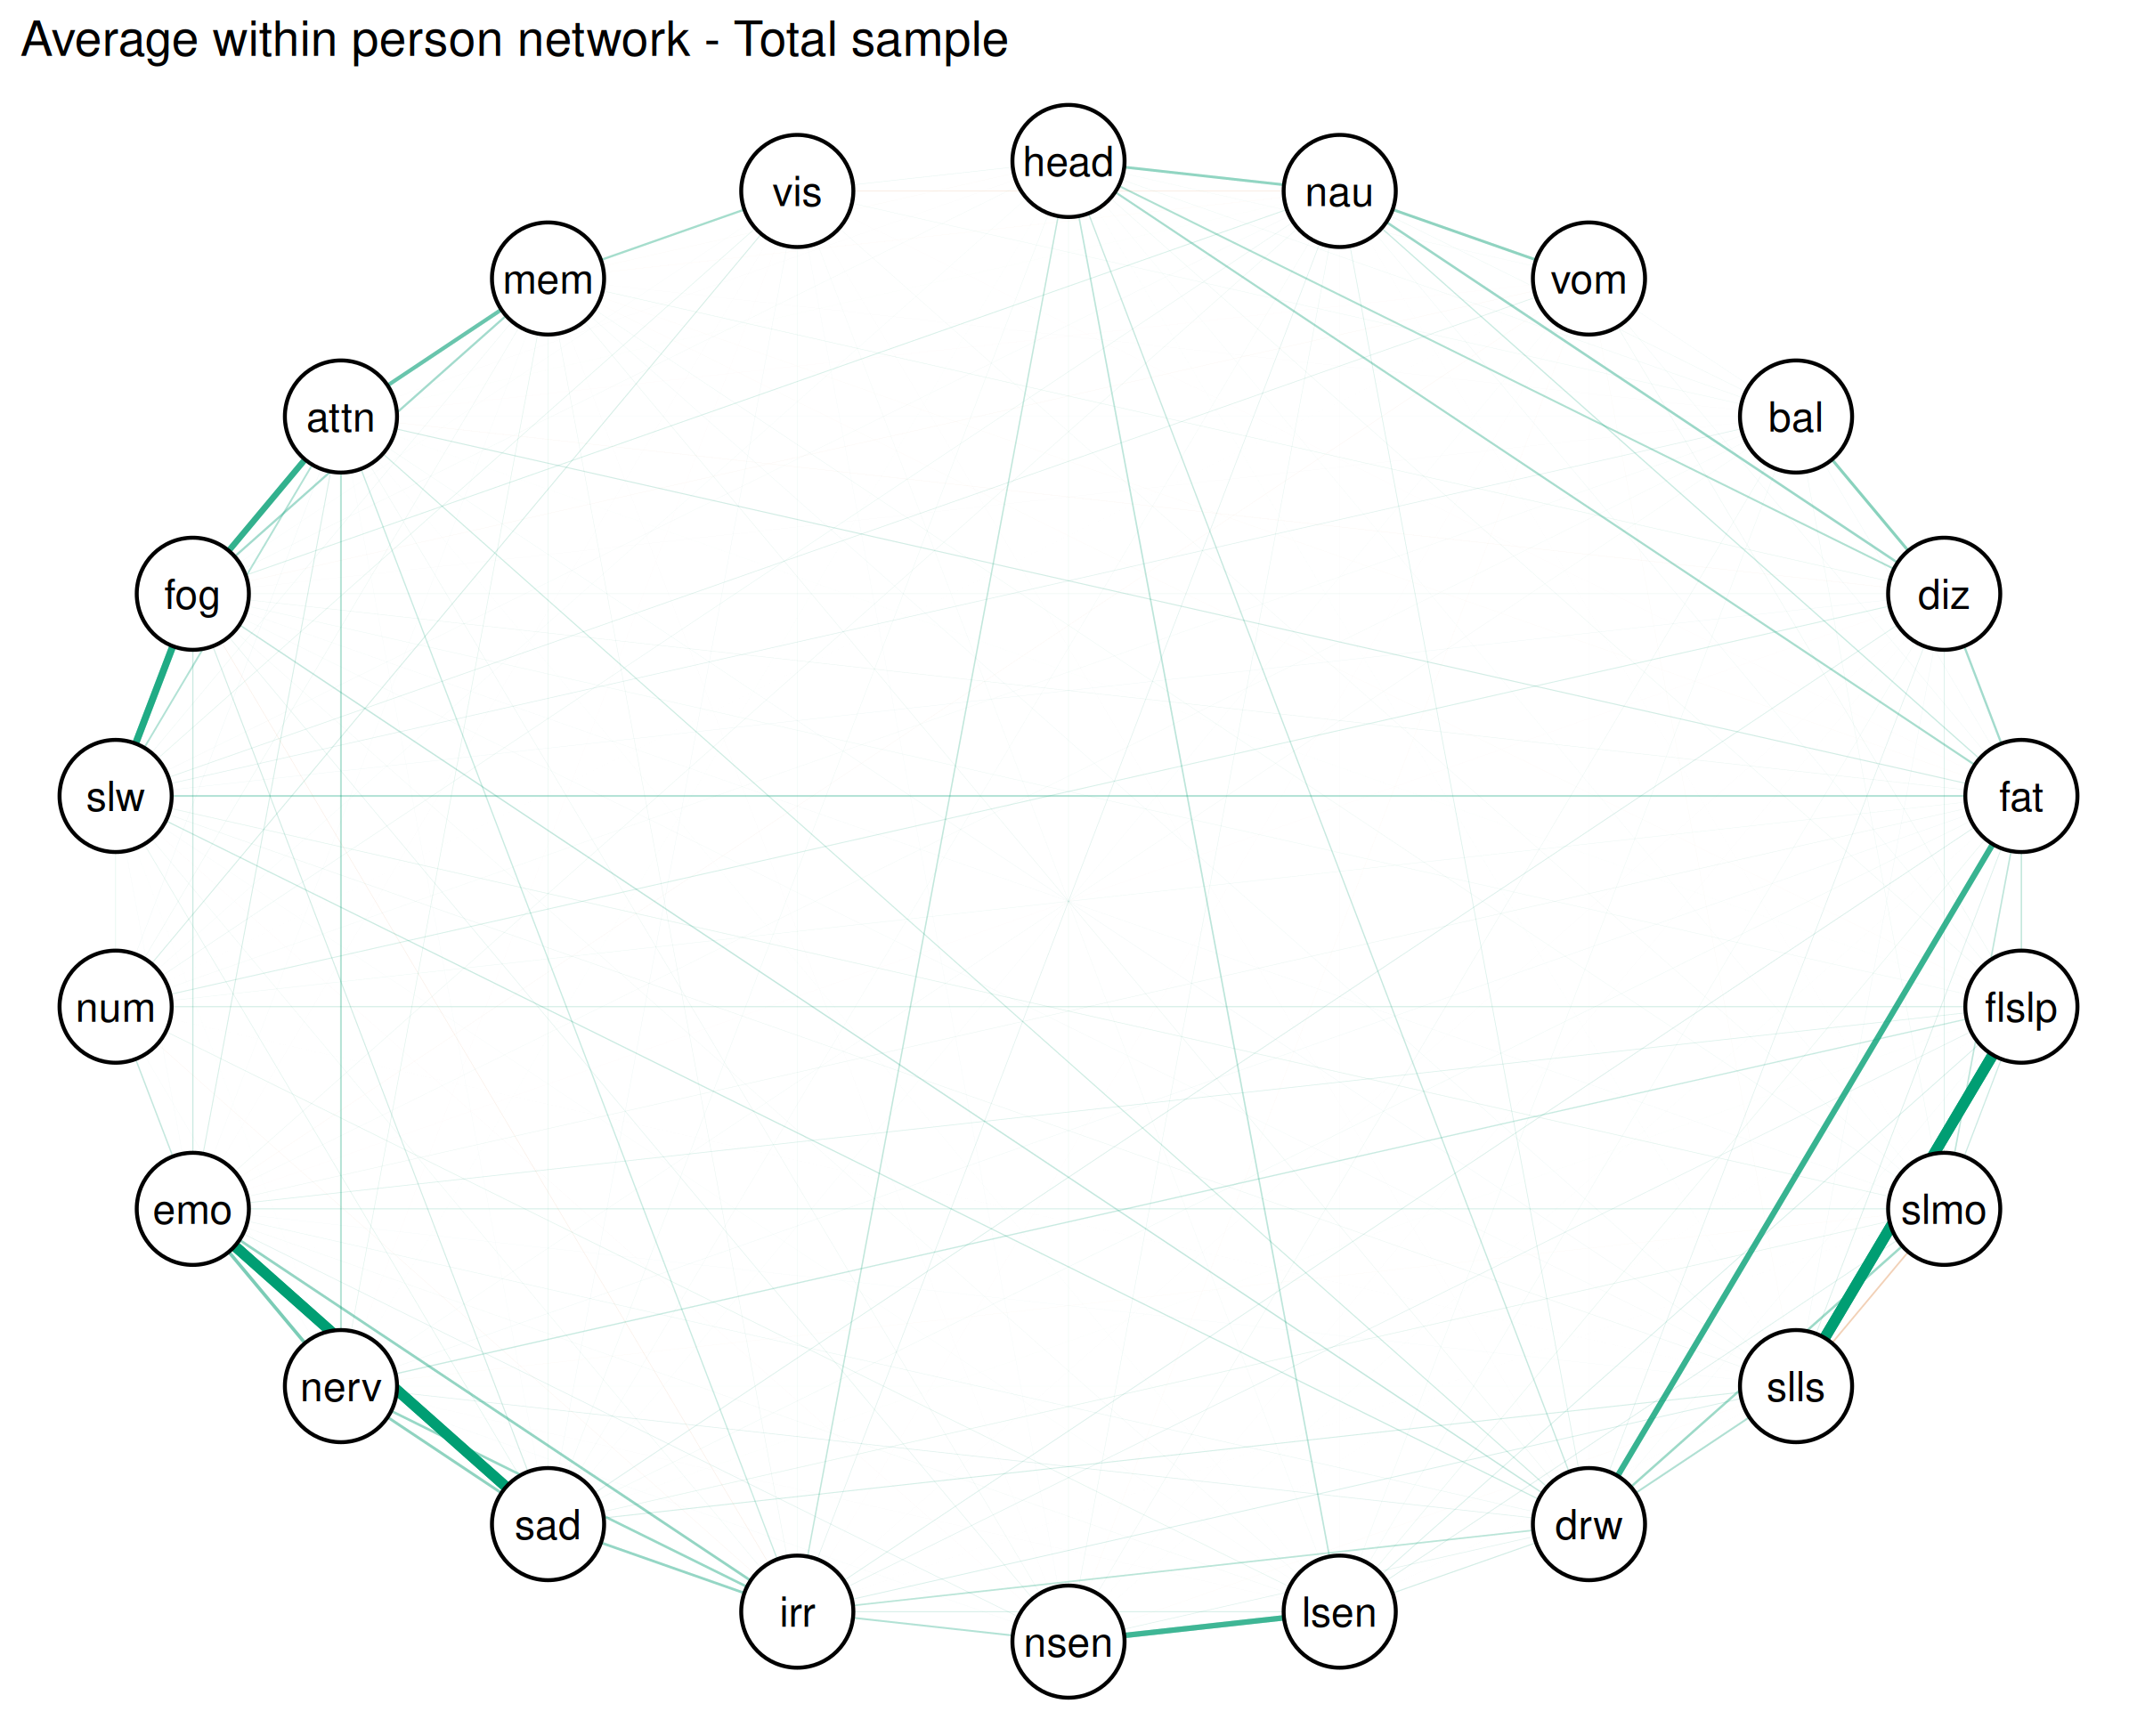 Average within person network - Total sample
head
vis
nau
mem
vom
attn
bal
fog
diz
slw
fat
num
flslp
emo
slmo
nerv
slls
sad
drw
irr
lsen
nsen